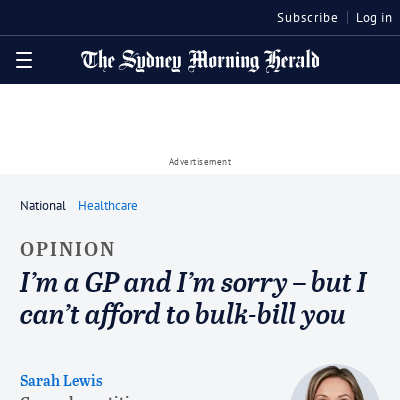 Subscribe Log in
The Sydney Morning Herald
Advertisement
National Healthcare
OPINION
I’m a GP and I’m sorry – but I
can’t afford to bulk-bill you
Sarah Lewis